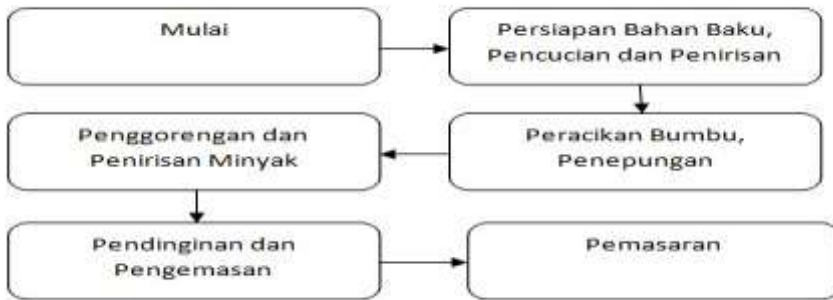 Mulai
Persiapan Bahan Baku,
Pencucian dan Penirisan
Peracikan Bumbu,
Penepungan
Penggorengan dan
Penirisan Minyak
Pendinginan dan
Pengemasan
Pemasaran